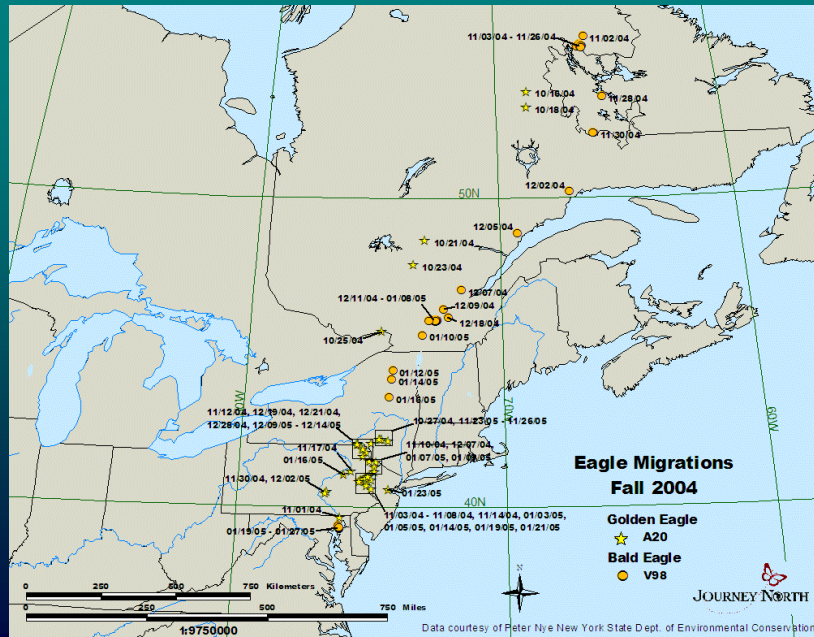 11/03/04 - 11/26/04
11/02/04
10/16/04
11/28/04
10/18/04
11/30/04
12/02/04
50N
12/05/04
10/21/04
10/23/04
12/07/04
12/11/04 - 01/08/05
12/09/04
12/18/04
10/25/04
01/10/05
01/12/05
01/14/05
01/16/05
80W
70W
60W
11/12/04, 12/19/04, 12/21/04,
12/28/04, 12/09/05 - 12/14/05
10/27/04, 11/23/05 - 11/26/05
11/17/04
11/10/04, 12/07/04,
01/16/05
01/07/05, 01/09/05
11/30/04, 12/02/05
01/23/05
40N
11/01/04
11/03/04 - 11/08/04, 11/14/04, 01/03/05,
01/19/05 - 01/27/05
01/05/05, 01/14/05, 01/19/05, 01/21/05
Eagle Migrations
Fall 2004
Golden Eagle
A20
Bald Eagle
V98
N
JOURNEY NORTH
0 250 500 750 Kilometers
0 250 500 750 Miles
1:9750000
Data courtesy of Peter Nye New York State Dept. of Environmental Conservation